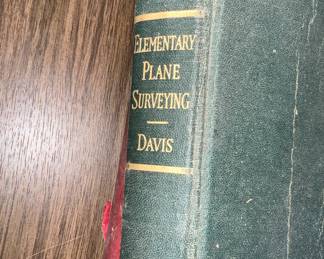 ELEMENTARY
PLANE
SURVEYING
DAVIS